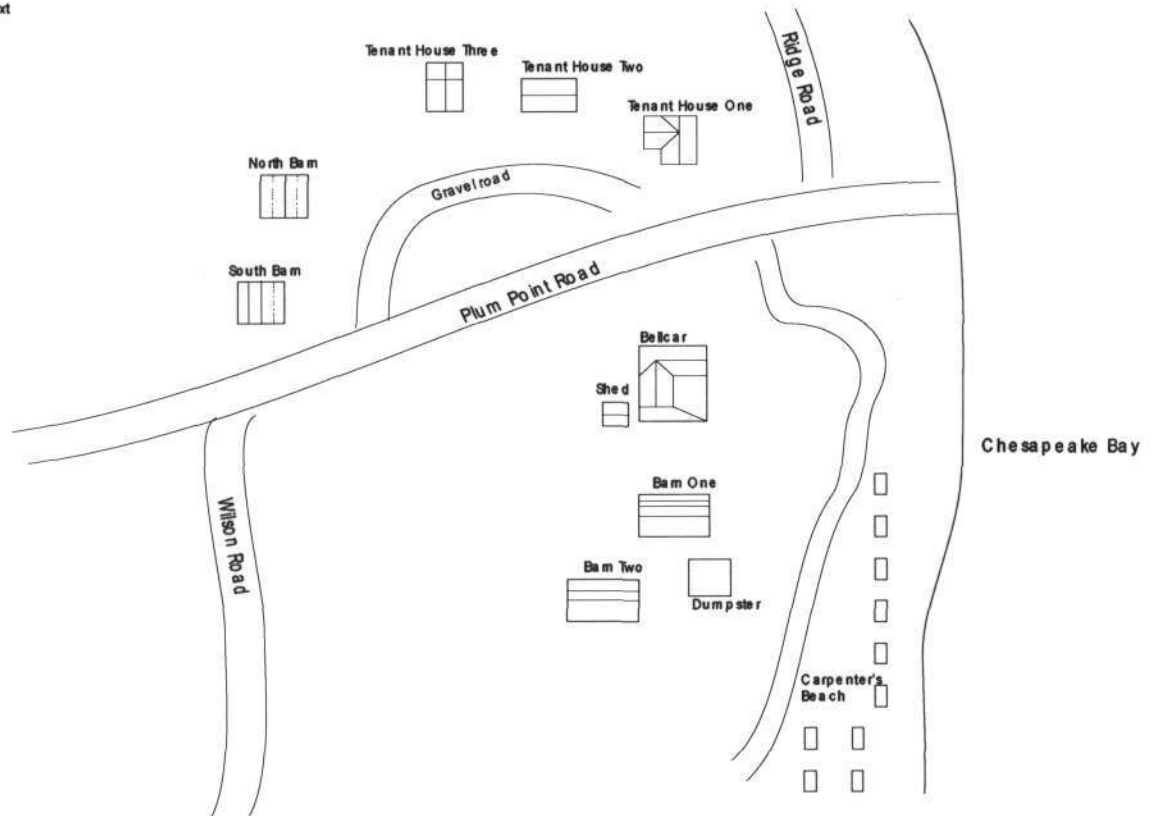 xt
Tenant House Three
Tenant House Two
Ridge Road
Tenant House One
North Barn
Gravel road
South Barn
Plum Point Road
Bellcar
Shed
Chesapeake Bay
Barn One
Wilson Road
Barn Two
Dumpster
Carpenter's
Beach